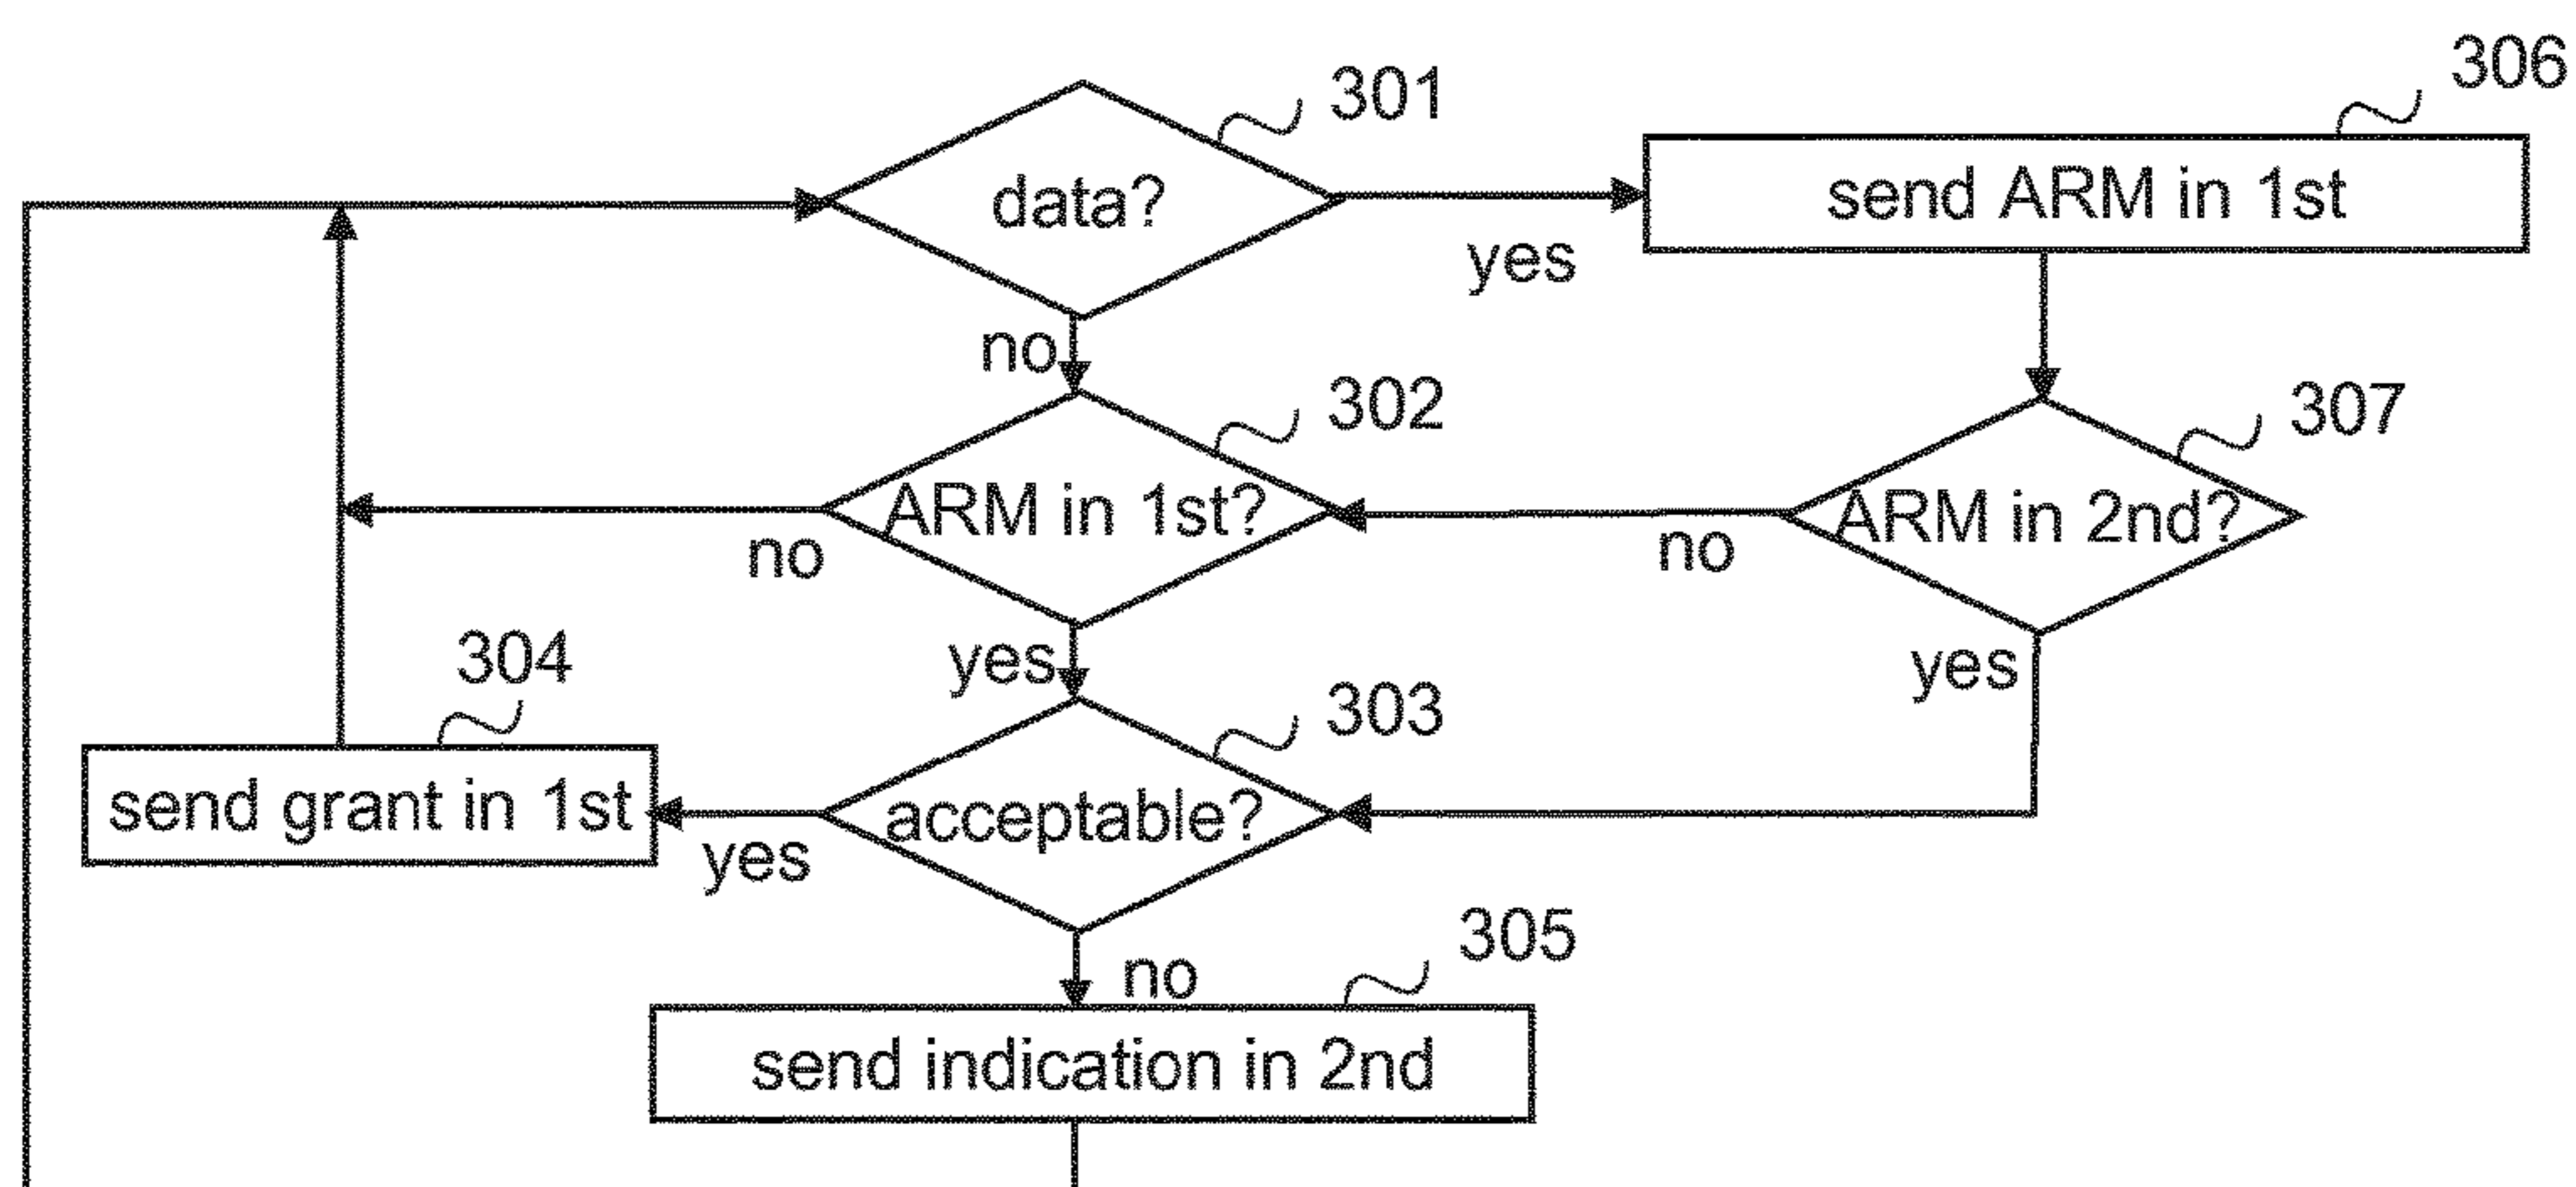 306
301
send ARM in 1st
data?
yes
no
302
307
ARM in 1st?
ARM in 2nd?
no
no
yes
yes
304
303
send grant in 1st
acceptable?
yes
305
no
send indication in 2nd